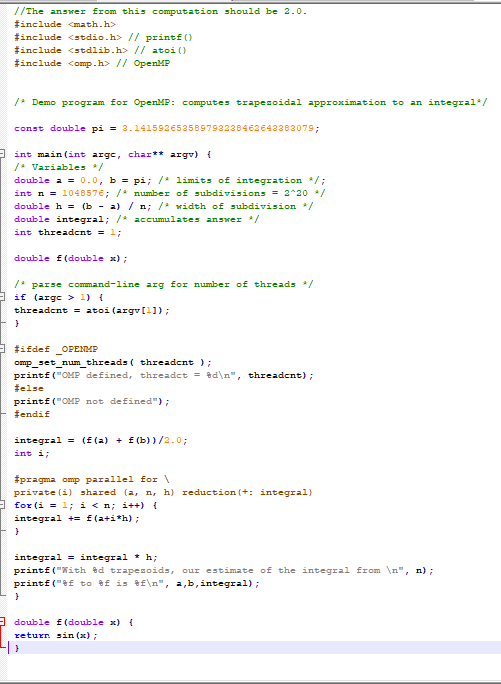 //The answer from this computation should be 2.0.
#include <math.h>
#include <stdio.h> // printf()
#include <stdlib.h> // atoi()
#include <omp.h> // OpenMP
/* Demo program for OpenMP: computes trapezoidal approximation to an integral*/
const double pi = 3.141592653589793238462643383079;
int main(int argc, char** argv) {
/* Variables */
double a = 0.0, b = pi; /* limits of integration */;
int n = 1048576; /* number of subdivisions = 2^20 */
double h = (b - a) / n; /* width of subdivision */
double integral; /* accumulates answer */
int threadcnt = 1;
double f(double x);
/* parse command-line arg for number of threads */
if (argc > 1) {
threadcnt = atoi(argv[1]);
}
#ifdef _OPENMP
omp_set_num_threads( threadcnt );
printf("OMP defined, threadct = %d\n", threadcnt);
#else
printf("OMP not defined");
#endif
integral = (f(a) + f(b))/2.0;
int i;
#pragma omp parallel for \
private(i) shared (a, n, h) reduction(+: integral)
for(i = 1; i < n; i++) {
integral += f(a+i*h);
}
integral = integral * h;
printf("With %d trapezoids, our estimate of the integral from \n", n);
printf("%f to %f is %f\n", a,b,integral);
}
double f(double x) {
return sin(x);
}